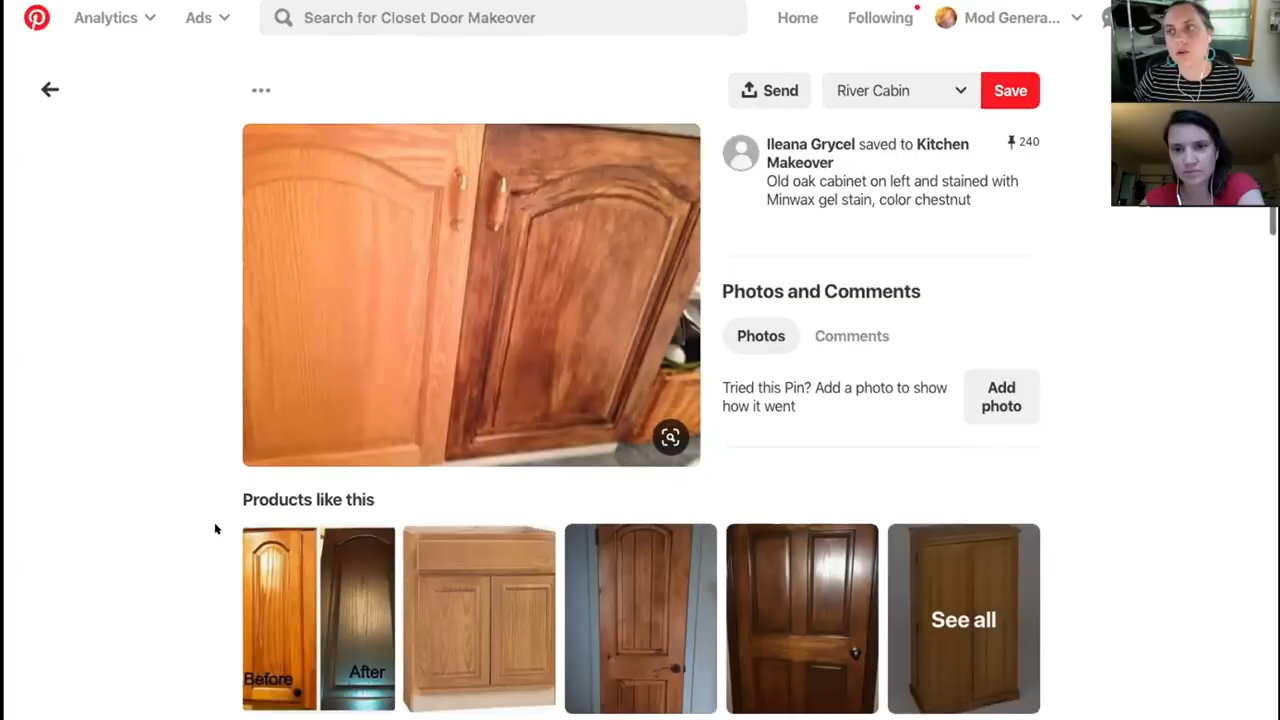 Analytics
Ads
Search for Closet Door Makeover
Home
Following
Mod Genera...
Send
River Cabin
Save
Ileana Grycel saved to Kitchen
Makeover
240
Old oak cabinet on left and stained with
Minwax gel stain, color chestnut
Photos and Comments
Photos
Comments
Tried this Pin? Add a photo to show
how it went
Add
photo
Products like this
Before
After
See all